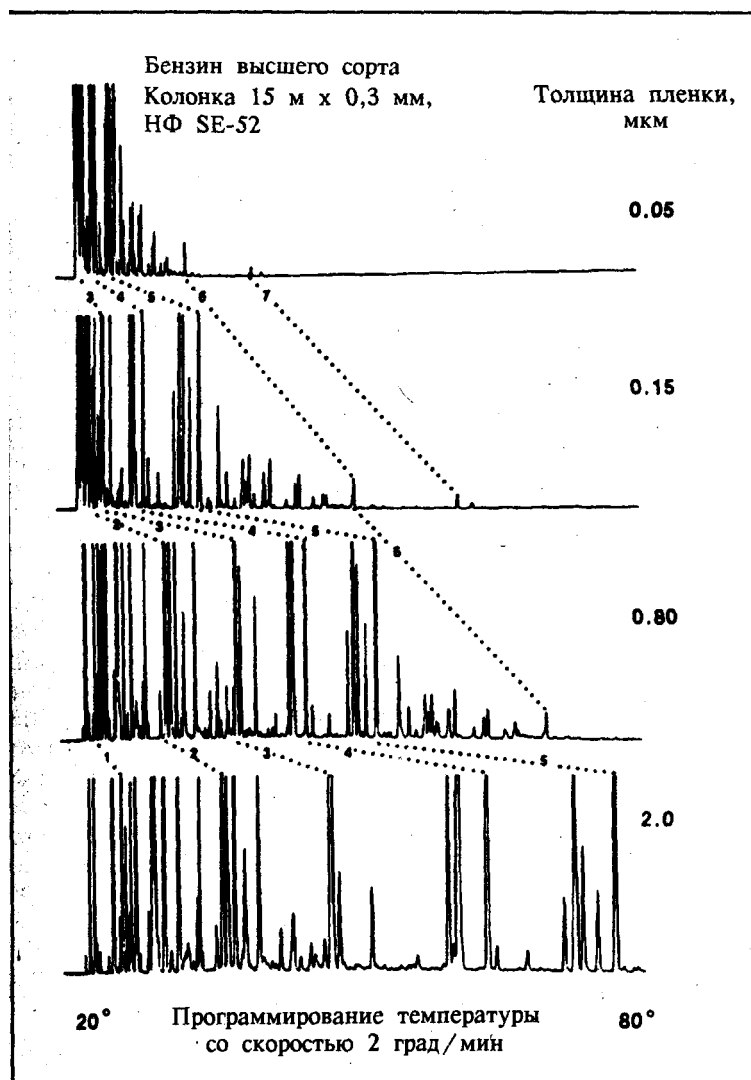 Бензин высшего сорта
Колонка 15 м х 0,3 мм,
НФ SE-52
Толщина пленки,
мкм
0.05
3 4 5 6 7
0.15
2 3 4 5 6
0.80
1 2 3 4 5
2.0
20° 80°
Программирование температуры
со скоростью 2 град/мин